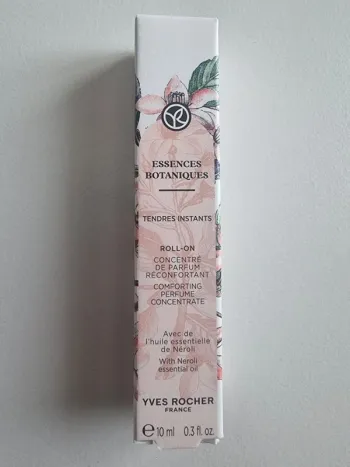 ESSENCES
BOTANIQUES
TENDRES INSTANTS
ROLL-ON
CONCENTRÉ
DE PARFUM
RÉCONFORTANT
COMFORTING
PERFUME
CONCENTRATE
Avec de
l'huile essentielle
de Néroli
With Neroli
essential oil
YVES ROCHER
FRANCE
e 10 ml 0.3 fl. oz.